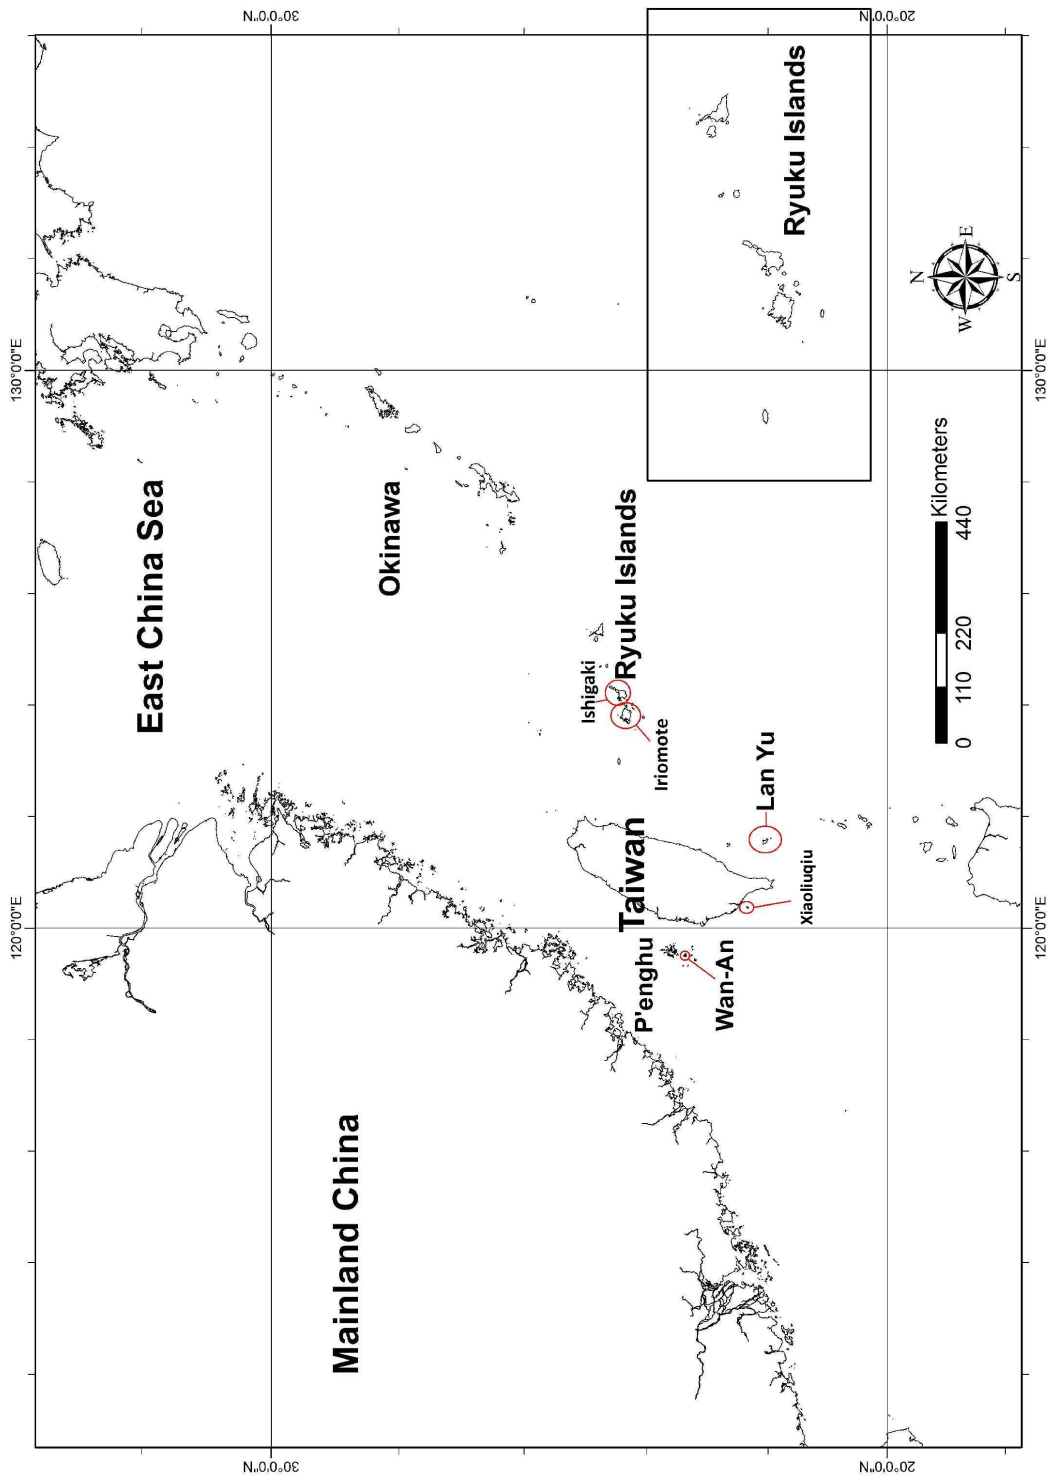 120°0'0"E
130°0'0"E
30°0'0"N
30°0'0"N
East China Sea
Mainland China
Okinawa
Ryuku Islands
Ishigaki
Iriomote
Taiwan
P'enghu
Wan-An
Lan Yu
Xiaoliuqiu
Ryuku Islands
N
W
E
S
Kilometers
0 110 220 440
20°0'0"N
20°0'0"N
120°0'0"E
130°0'0"E